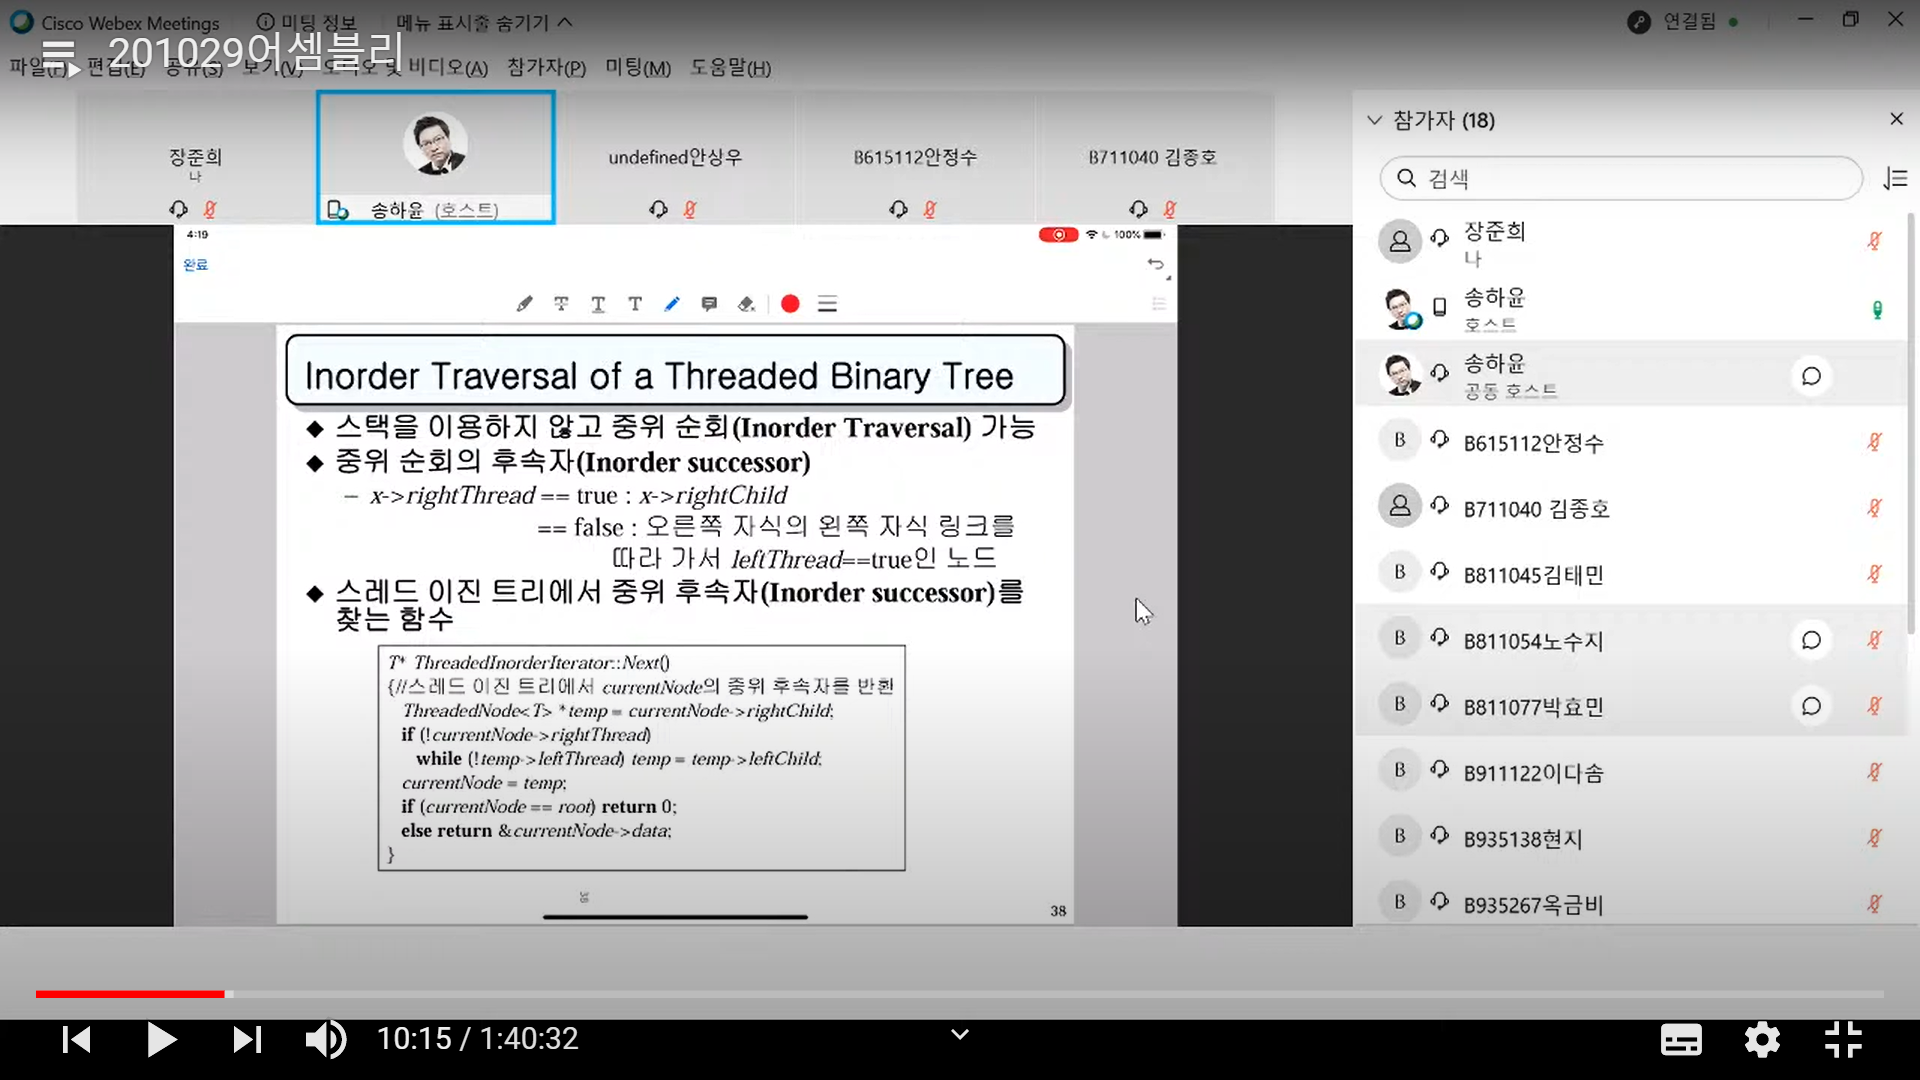 Cisco Webex Meetings
미팅 정보
메뉴 표시줄 숨기기
연결됨
201029어셈블리
파일(F)
편집(E)
공유(S)
보기(V)
오디오 및 비디오(A)
참가자(P)
미팅(M)
도움말(H)
장준희
나
송하윤 (호스트)
undefined안상우
B615112안정수
B711040 김종호
4:19
100%
완료
Inorder Traversal of a Threaded Binary Tree
◆ 스택을 이용하지 않고 중위 순회(Inorder Traversal) 가능
◆ 중위 순회의 후속자(Inorder successor)
– x->rightThread == true : x->rightChild
== false : 오른쪽 자식의 왼쪽 자식 링크를
따라 가서 leftThread==true인 노드
◆ 스레드 이진 트리에서 중위 후속자(Inorder successor)를
찾는 함수
T* ThreadedInorderIterator::Next()
{//스레드 이진 트리에서 currentNode의 중위 후속자를 반환
ThreadedNode<T> *temp = currentNode->rightChild;
if (!currentNode->rightThread)
while (!temp->leftThread) temp = temp->leftChild;
currentNode = temp;
if (currentNode == root) return 0;
else return &currentNode->data;
}
38
참가자 (18)
검색
장준희
나
송하윤
호스트
송하윤
공동 호스트
B
B615112안정수
B711040 김종호
B
B811045김태민
B
B811054노수지
B
B811077박효민
B
B911122이다솜
B
B935138현지
B
B935267옥금비
10:15 / 1:40:32